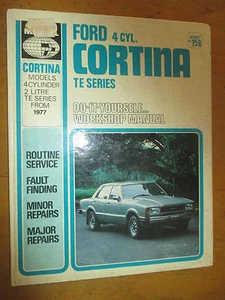 FORD 4 CYL.
CORTINA
TE SERIES
158
DO-IT-YOURSELF
WORKSHOP MANUAL
CORTINA
MODELS
4 CYLINDER
2 LITRE
TE SERIES
FROM
1977
ROUTINE
SERVICE
FAULT
FINDING
MINOR
REPAIRS
MAJOR
REPAIRS